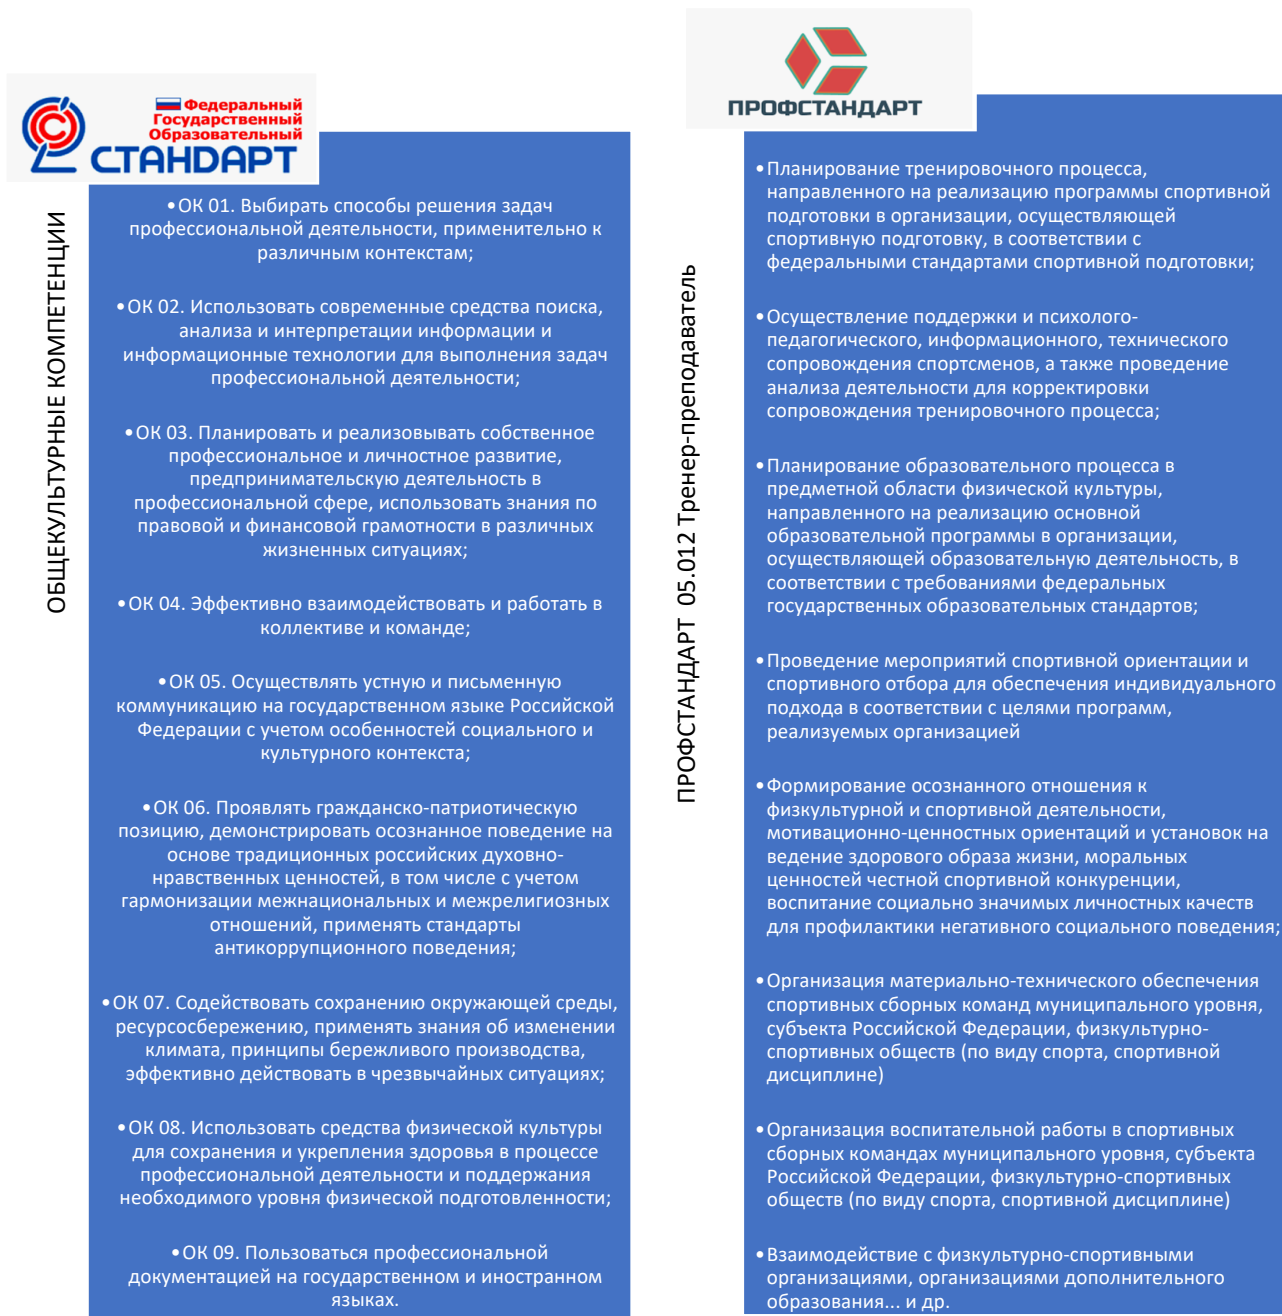 Федеральный
Государственный
Образовательный
СТАНДАРТ
ОБЩЕКУЛЬТУРНЫЕ КОМПЕТЕНЦИИ
•ОК 01. Выбирать способы решения задач
профессиональной деятельности, применительно к
различным контекстам;
•ОК 02. Использовать современные средства поиска,
анализа и интерпретации информации и
информационные технологии для выполнения задач
профессиональной деятельности;
•ОК 03. Планировать и реализовывать собственное
профессиональное и личностное развитие,
предпринимательскую деятельность в
профессиональной сфере, использовать знания по
правовой и финансовой грамотности в различных
жизненных ситуациях;
•ОК 04. Эффективно взаимодействовать и работать в
коллективе и команде;
•ОК 05. Осуществлять устную и письменную
коммуникацию на государственном языке Российской
Федерации с учетом особенностей социального и
культурного контекста;
•ОК 06. Проявлять гражданско-патриотическую
позицию, демонстрировать осознанное поведение на
основе традиционных российских духовно-
нравственных ценностей, в том числе с учетом
гармонизации межнациональных и межрелигиозных
отношений, применять стандарты
антикоррупционного поведения;
•ОК 07. Содействовать сохранению окружающей среды,
ресурсосбережению, применять знания об изменении
климата, принципы бережливого производства,
эффективно действовать в чрезвычайных ситуациях;
•ОК 08. Использовать средства физической культуры
для сохранения и укрепления здоровья в процессе
профессиональной деятельности и поддержания
необходимого уровня физической подготовленности;
•ОК 09. Пользоваться профессиональной
документацией на государственном и иностранном
языках.
ПРОФСТАНДАРТ
ПРОФСТАНДАРТ 05.012 Тренер-преподаватель
•Планирование тренировочного процесса,
направленного на реализацию программы спортивной
подготовки в организации, осуществляющей
спортивную подготовку, в соответствии с
федеральными стандартами спортивной подготовки;
•Осуществление поддержки и психолого-
педагогического, информационного, технического
сопровождения спортсменов, а также проведение
анализа деятельности для корректировки
сопровождения тренировочного процесса;
•Планирование образовательного процесса в
предметной области физической культуры,
направленного на реализацию основной
образовательной программы в организации,
осуществляющей образовательную деятельность, в
соответствии с требованиями федеральных
государственных образовательных стандартов;
•Проведение мероприятий спортивной ориентации и
спортивного отбора для обеспечения индивидуального
подхода в соответствии с целями программ,
реализуемых организацией
•Формирование осознанного отношения к
физкультурной и спортивной деятельности,
мотивационно-ценностных ориентаций и установок на
ведение здорового образа жизни, моральных
ценностей честной спортивной конкуренции,
воспитание социально значимых личностных качеств
для профилактики негативного социального поведения;
•Организация материально-технического обеспечения
спортивных сборных команд муниципального уровня,
субъекта Российской Федерации, физкультурно-
спортивных обществ (по виду спорта, спортивной
дисциплине)
•Организация воспитательной работы в спортивных
сборных командах муниципального уровня, субъекта
Российской Федерации, физкультурно-спортивных
обществ (по виду спорта, спортивной дисциплине)
•Взаимодействие с физкультурно-спортивными
организациями, организациями дополнительного
образования... и др.